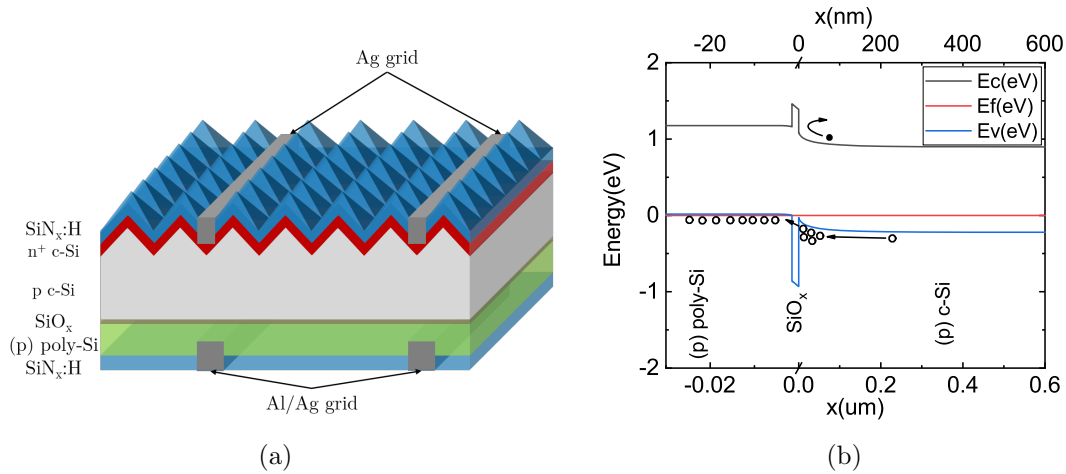 Ag grid
SiNₓ:H
n⁺ c-Si
p c-Si
SiOₓ
(p) poly-Si
SiNₓ:H
Al/Ag grid
(a)
(b)
x(nm)
-20 0 200 400 600
2
1
0
-1
-2
Energy(eV)
Ec(eV)
Ef(eV)
Ev(eV)
(p) poly-Si
SiOₓ
(p) c-Si
-0.02 0.0 0.2 0.4 0.6
x(um)